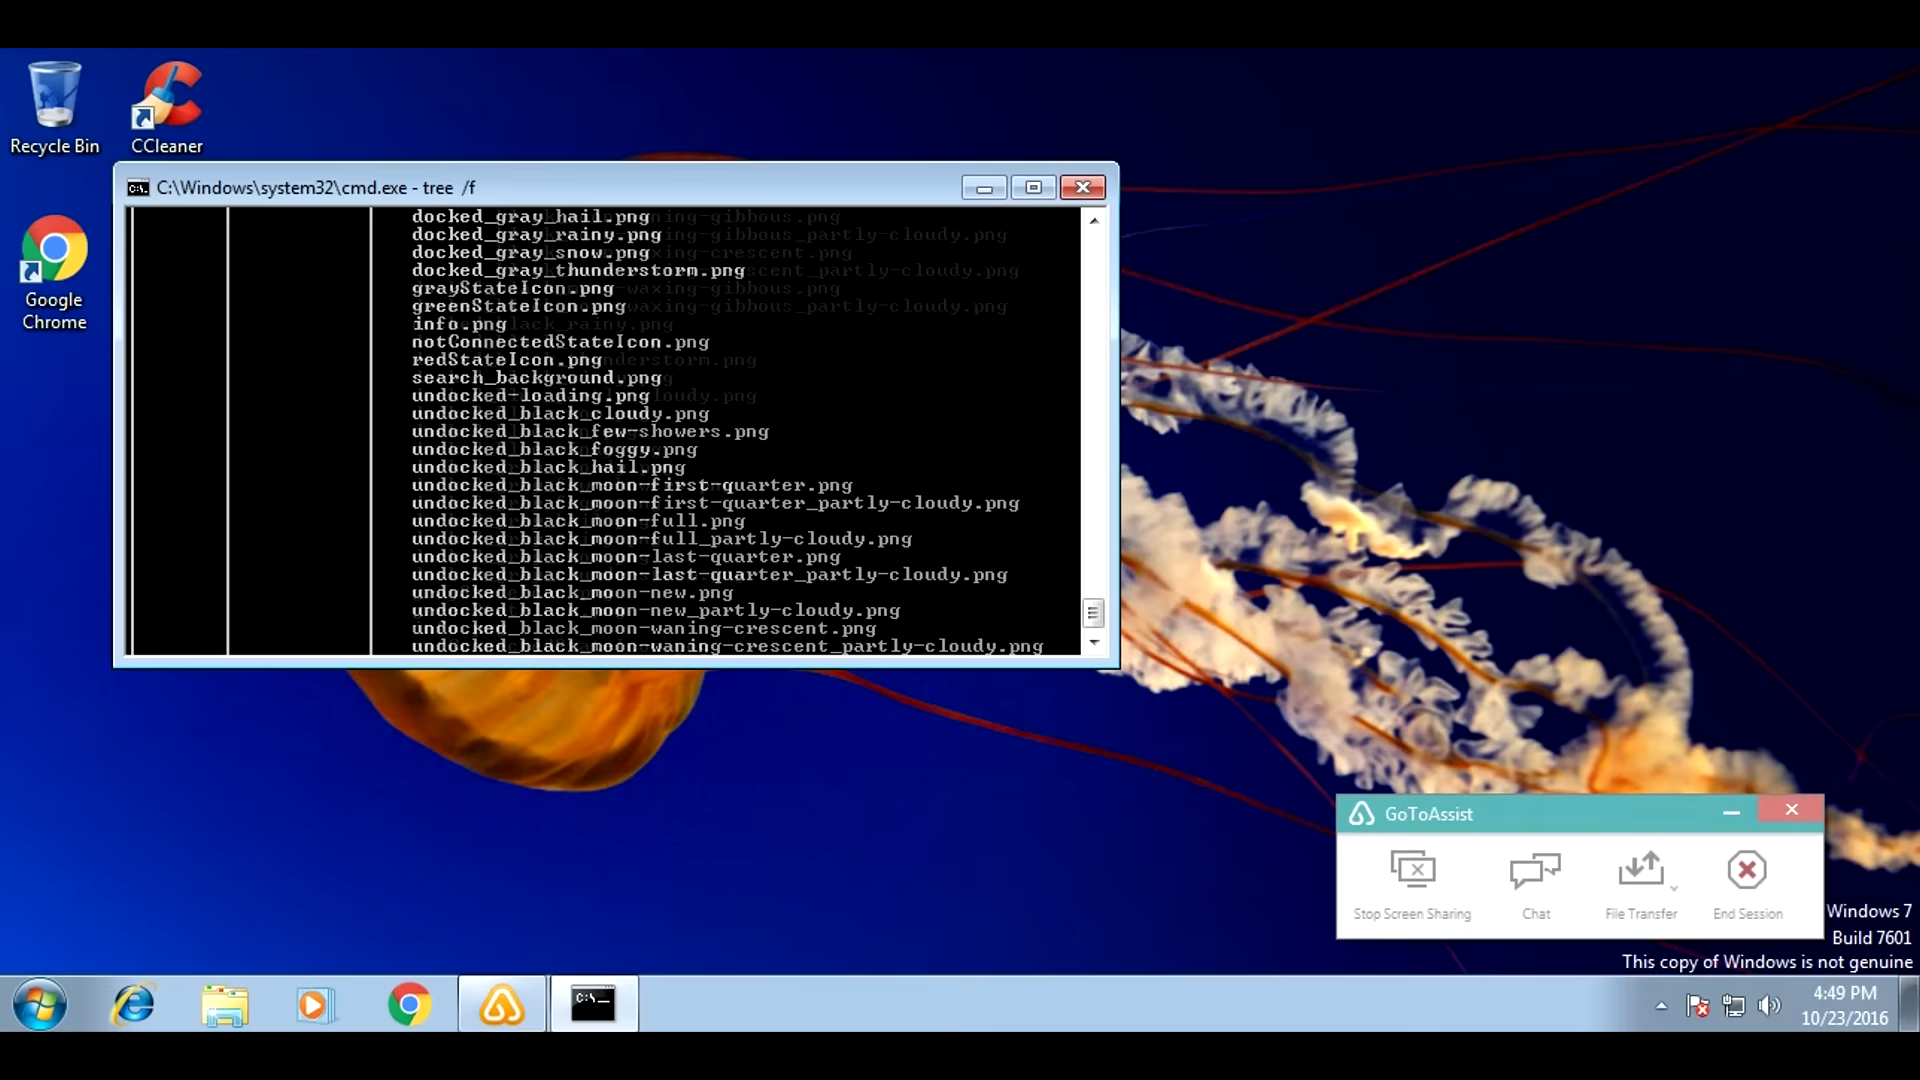 Recycle Bin
CCleaner
Google
Chrome
C:\Windows\system32\cmd.exe - tree /f
docked_gray_hail.png
docked_gray_rainy.png
docked_gray_snow.png
docked_gray_thunderstorm.png
grayStateIcon.png
greenStateIcon.png
info.png
notConnectedStateIcon.png
redStateIcon.png
search_background.png
undocked-loading.png
undocked_black_cloudy.png
undocked_black_few-showers.png
undocked_black_foggy.png
undocked_black_hail.png
undocked_black_moon-first-quarter.png
undocked_black_moon-first-quarter_partly-cloudy.png
undocked_black_moon-full.png
undocked_black_moon-full_partly-cloudy.png
undocked_black_moon-last-quarter.png
undocked_black_moon-last-quarter_partly-cloudy.png
undocked_black_moon-new.png
undocked_black_moon-new_partly-cloudy.png
undocked_black_moon-waning-crescent.png
undocked_black_moon-waning-crescent_partly-cloudy.png
GoToAssist
Stop Screen Sharing
Chat
File Transfer
End Session
Windows 7
Build 7601
This copy of Windows is not genuine
4:49 PM
10/23/2016